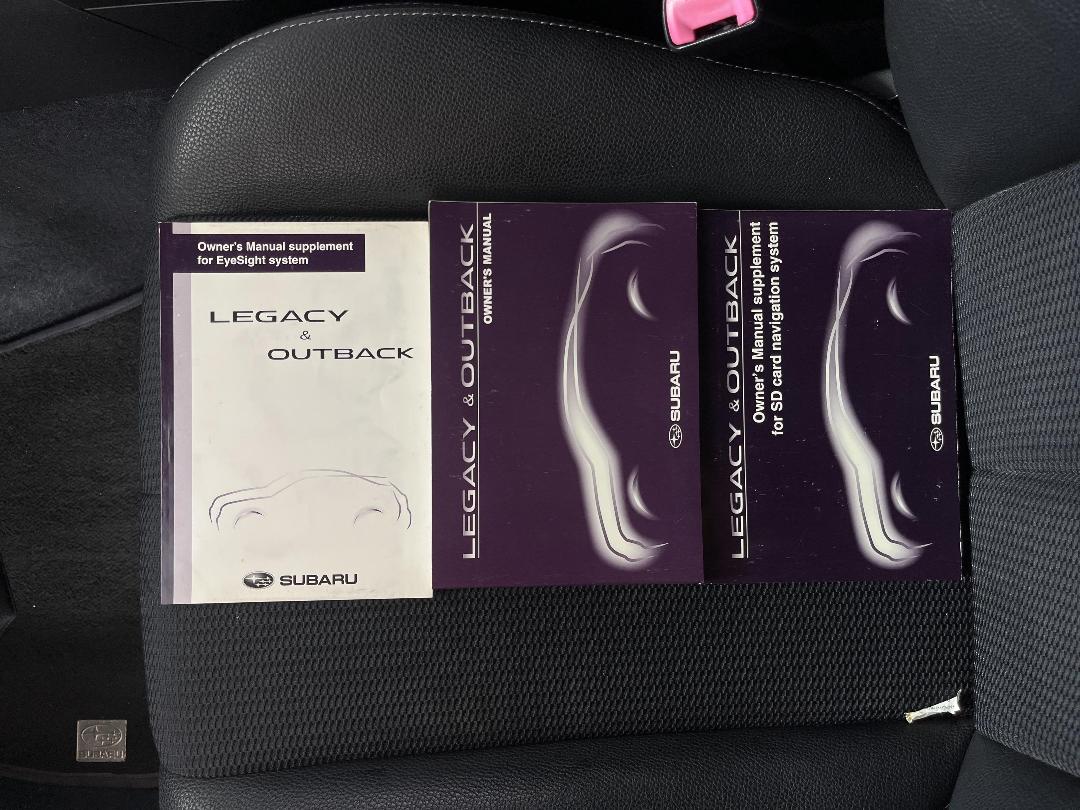 Owner's Manual supplement
for EyeSight system
LEGACY
&
OUTBACK
SUBARU
LEGACY & OUTBACK
OWNER'S MANUAL
SUBARU
LEGACY & OUTBACK
Owner's Manual supplement
for SD card navigation system
SUBARU
SUBARU